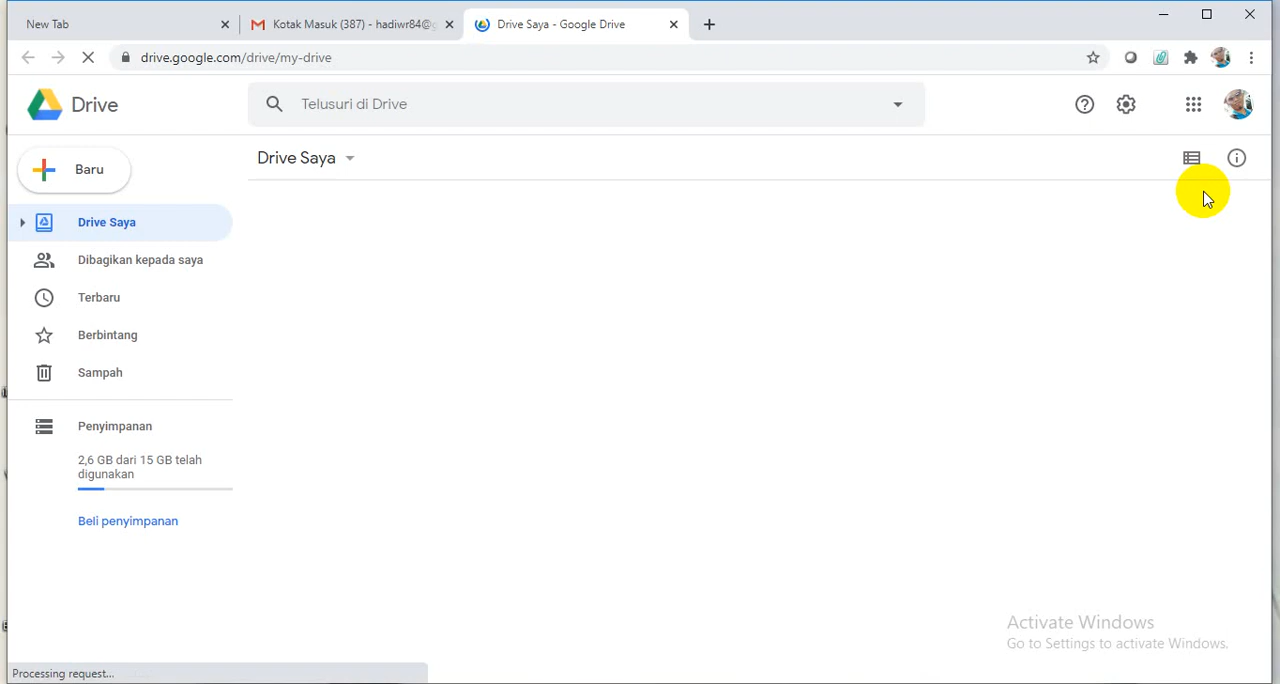 New Tab
Kotak Masuk (387) - hadiwr84@g
Drive Saya - Google Drive
drive.google.com/drive/my-drive
Drive
Telusuri di Drive
Baru
Drive Saya
Drive Saya
Dibagikan kepada saya
Terbaru
Berbintang
Sampah
Penyimpanan
2,6 GB dari 15 GB telah
digunakan
Beli penyimpanan
Activate Windows
Go to Settings to activate Windows.
Processing request...